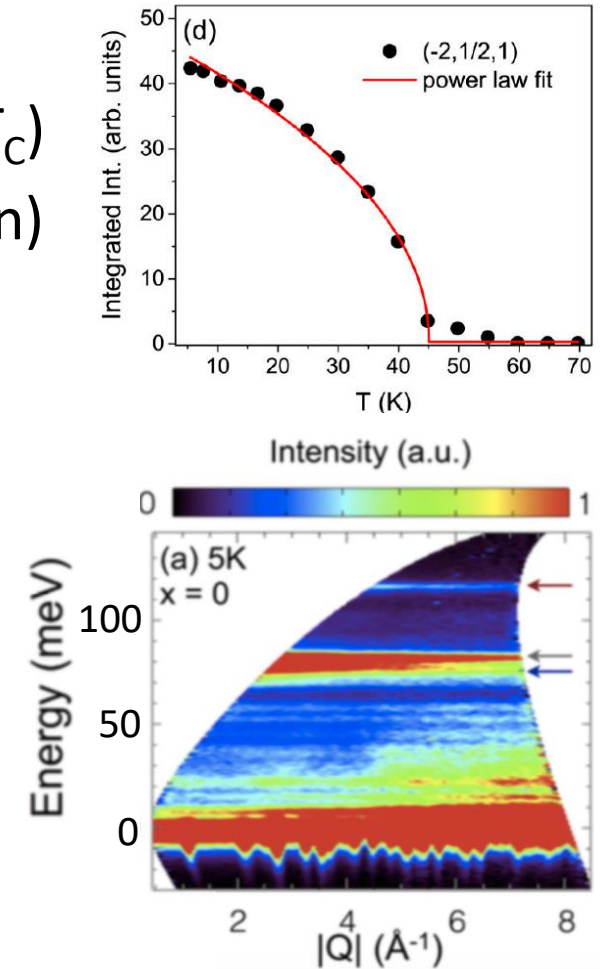 C)
n)
(d)
50
40
30
20
10
0
Integrated Int. (arb. units)
(-2,1/2,1)
power law fit
10 20 30 40 50 60 70
T (K)
Intensity (a.u.)
0 1
(a) 5K
x = 0
100
50
0
Energy (meV)
2 4 6 8
|Q| (Å⁻¹)